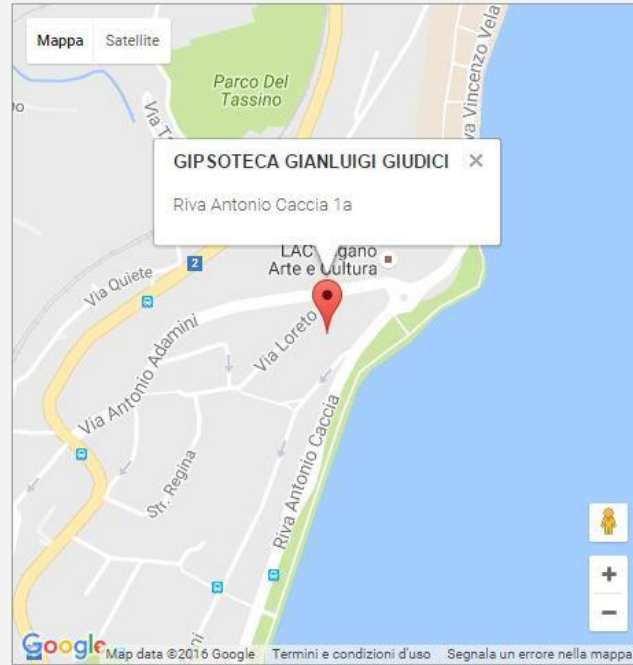 Mappa
Satellite
Parco Del
Tassino
GIPSOTECA GIANLUIGI GIUDICI
Riva Antonio Caccia 1a
LAC
Arte e Cultura
Via Quiete
2
Via Loreto
Via Antonio Adamini
Str. Regina
Riva Antonio Caccia
Vincenzo Vela
Via
Google
Map data ©2016 Google
Termini e condizioni d'uso
Segnala un errore nella mappa